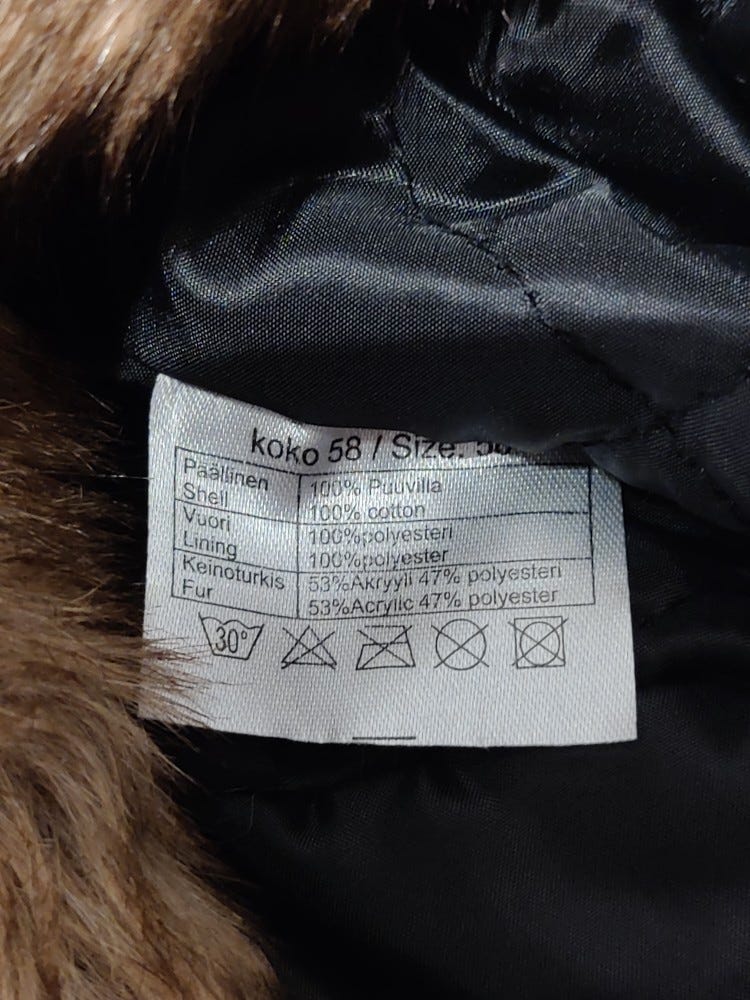 koko 58 / Size:
Päällinen 100% Puuvilla
Shell 100% cotton
Vuori 100%polyesteri
Lining 100%polyester
Keinoturkis 53%Akryyli 47% polyesteri
Fur 53%Acrylic 47% polyester
30°